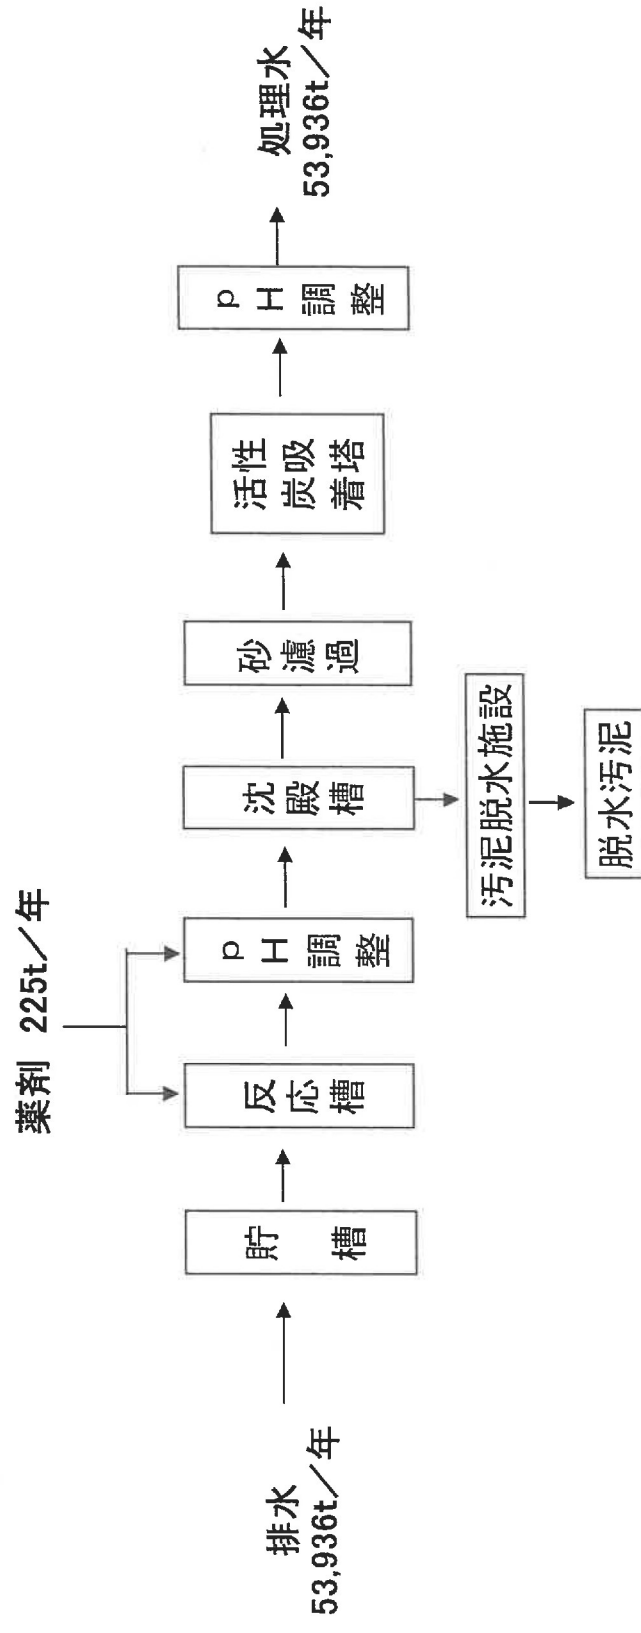 薬剤 225t/年
排水
53,936t/年
貯槽
反応槽
pH調整
沈殿槽
砂濾過
活性
炭吸
着塔
pH調整
処理水
53,936t/年
汚泥脱水施設
脱水汚泥